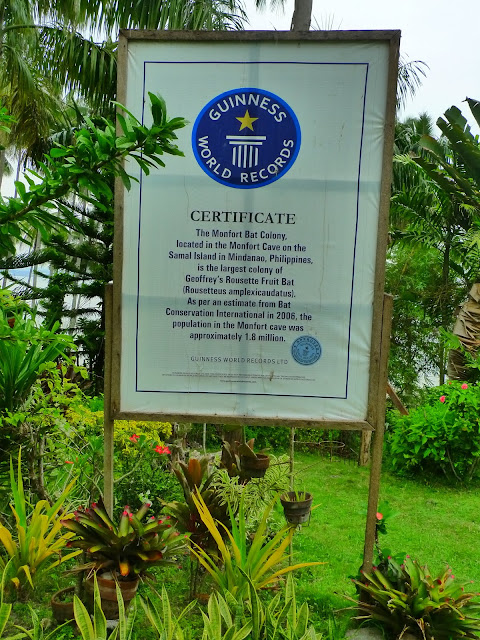 GUINNESS
WORLD RECORDS
CERTIFICATE
The Monfort Bat Colony,
located in the Monfort Cave on the
Samal Island in Mindanao, Philippines,
is the largest colony of
Geoffrey's Rousette Fruit Bat
(Rousetteus amplexicaudatus).
As per an estimate from Bat
Conservation International in 2006, the
population in the Monfort cave was
approximately 1.8 million.
GUINNESS WORLD RECORDS LTD